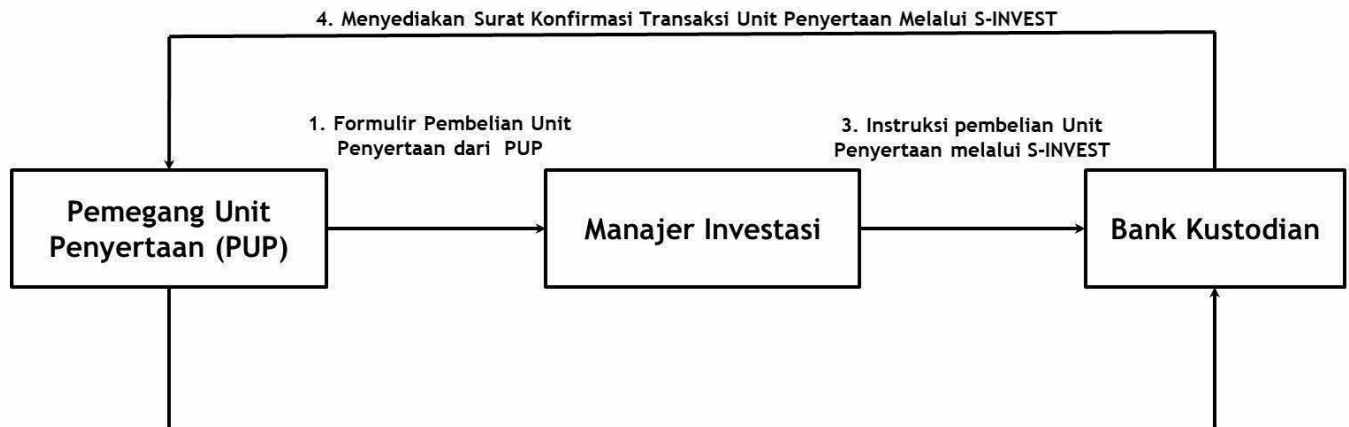 4. Menyediakan Surat Konfirmasi Transaksi Unit Penyertaan Melalui S-INVEST
1. Formulir Pembelian Unit
Penyertaan dari PUP
3. Instruksi pembelian Unit
Penyertaan melalui S-INVEST
Pemegang Unit
Penyertaan (PUP)
Manajer Investasi
Bank Kustodian